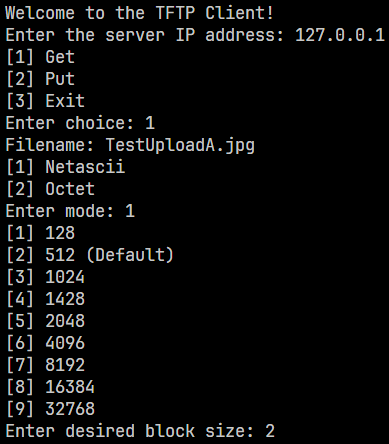 Welcome to the TFTP Client!
Enter the server IP address: 127.0.0.1
[1] Get
[2] Put
[3] Exit
Enter choice: 1
Filename: TestUploadA.jpg
[1] Netascii
[2] Octet
Enter mode: 1
[1] 128
[2] 512 (Default)
[3] 1024
[4] 1428
[5] 2048
[6] 4096
[7] 8192
[8] 16384
[9] 32768
Enter desired block size: 2